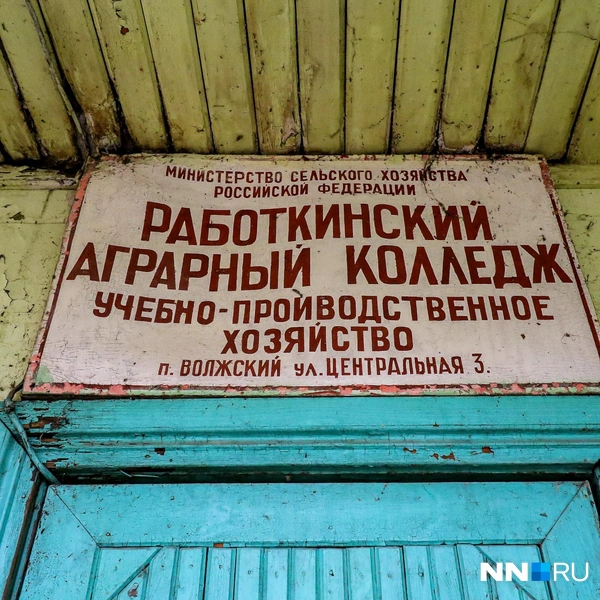 МИНИСТЕРСТВО СЕЛЬСКОГО ХОЗЯЙСТВА
РОССИЙСКОЙ ФЕДЕРАЦИИ
РАБОТКИНСКИЙ
АГРАРНЫЙ КОЛЛЕДЖ
УЧЕБНО-ПРОИВОДСТВЕННОЕ
ХОЗЯЙСТВО
п. ВОЛЖСКИЙ ул. ЦЕНТРАЛЬНАЯ 3.
NN RU